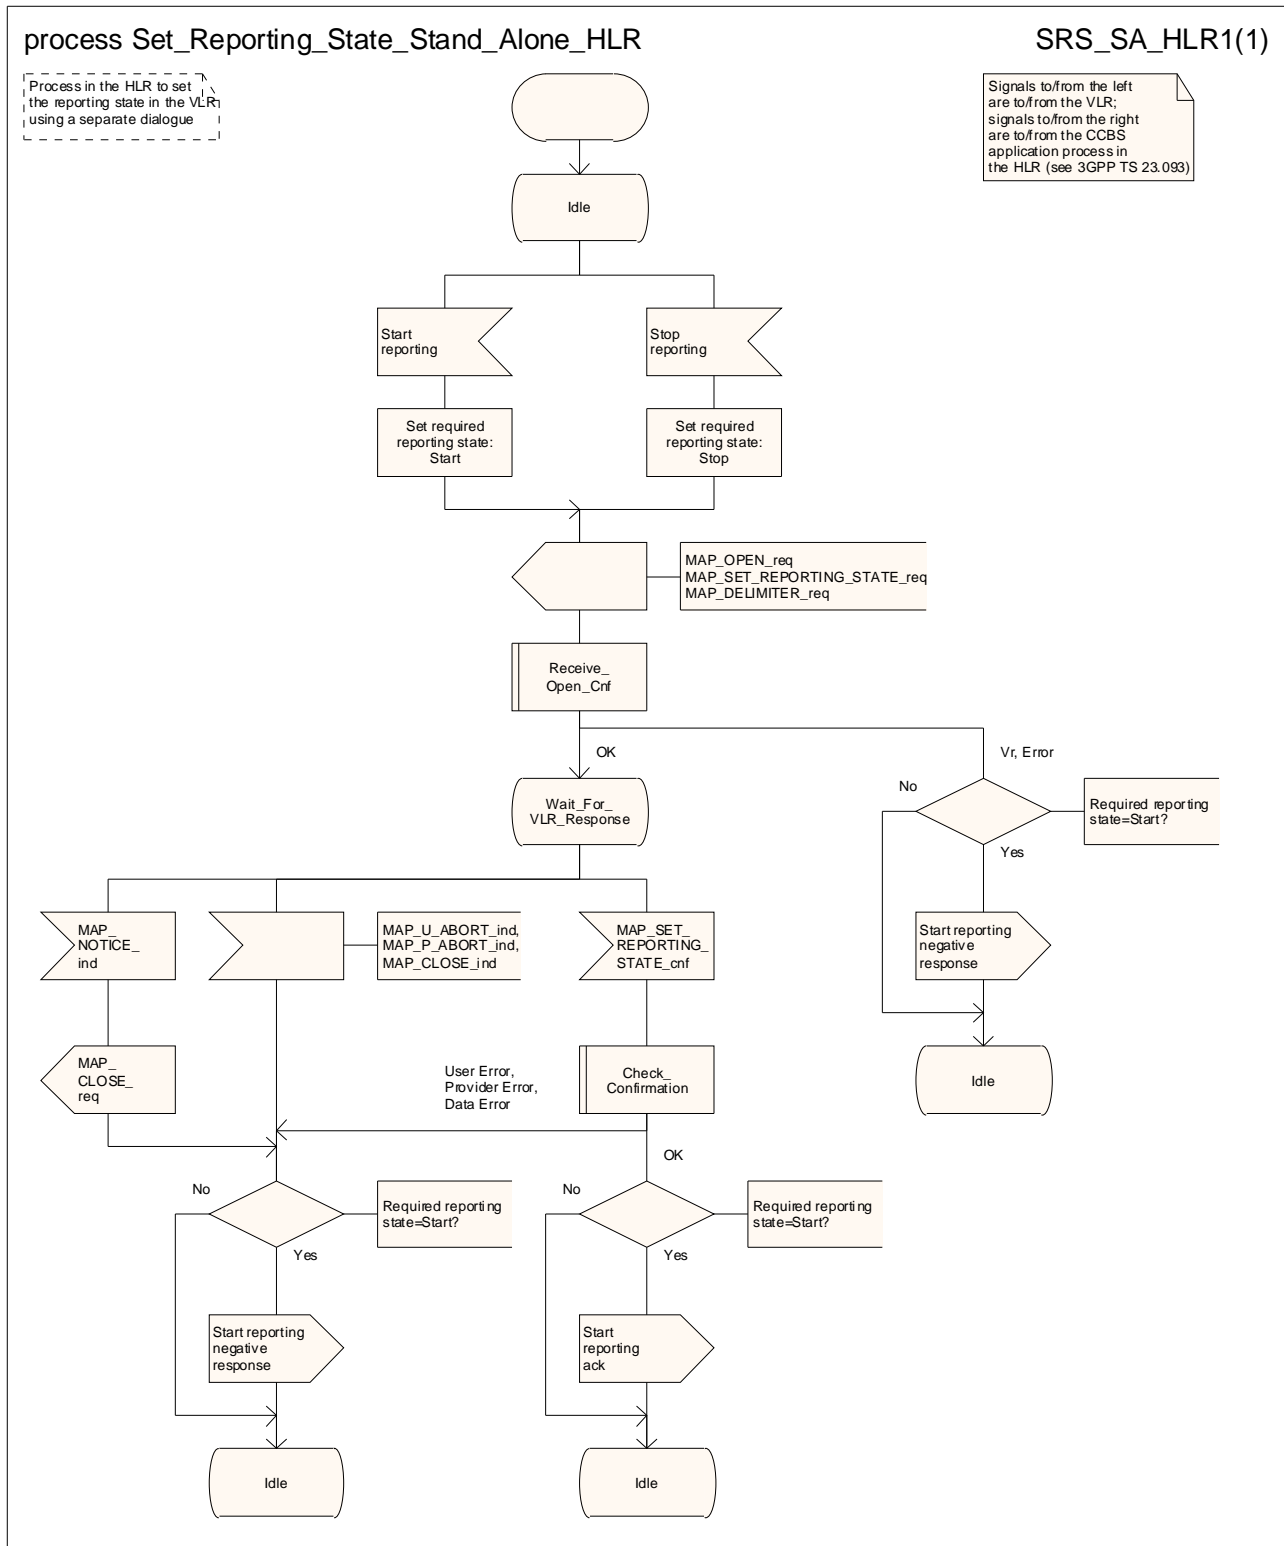 process Set_Reporting_State_Stand_Alone_HLR
SRS_SA_HLR1(1)
Process in the HLR to set
the reporting state in the VLR
using a separate dialogue
Signals to/from the left
are to/from the VLR;
signals to/from the right
are to/from the CCBS
application process in
the HLR (see 3GPP TS 23.093)
Idle
Start
reporting
Stop
reporting
Set required
reporting state:
Start
Set required
reporting state:
Stop
MAP_OPEN_req
MAP_SET_REPORTING_STATE_req
MAP_DELIMITER_req
Receive_
Open_Cnf
OK
Vr, Error
Wait_For_
VLR_Response
No
Required reporting
state=Start?
Yes
MAP_
NOTICE_
ind
MAP_U_ABORT_ind,
MAP_P_ABORT_ind,
MAP_CLOSE_ind
MAP_SET_
REPORTING_
STATE_cnf
Start reporting
negative
response
MAP_
CLOSE_
req
User Error,
Provider Error,
Data Error
Check_
Confirmation
Idle
OK
No
Required reporting
state=Start?
Yes
No
Required reporting
state=Start?
Yes
Start reporting
negative
response
Start
reporting
ack
Idle
Idle